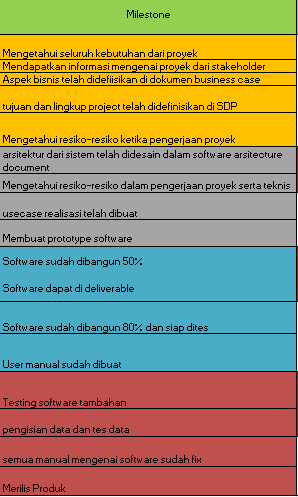 Milestone
Mengetahui seluruh kebutuhan dari proyek
Mendapatkan informasi mengenai proyek dari stakeholder
Aspek bisnis telah didefiisikan di dokumen business case
tujuan dan lingkup project telah didefinisikan di SDP
Mengetahui resiko-resiko ketika pengerjaan proyek
arsitektur dari sistem telah didesain dalam software arsitecture
document
Mengetahui resiko-resiko dalam pengerjaan proyek serta teknis
usecase realisasi telah dibuat
Membuat prototype software
Software sudah dibangun 50%
Software dapat di deliverable
Software sudah dibangun 80% dan siap dites
User manual sudah dibuat
Testing software tambahan
pengisian data dan tes data
semua manual mengenai software sudah fix
Merilis Produk